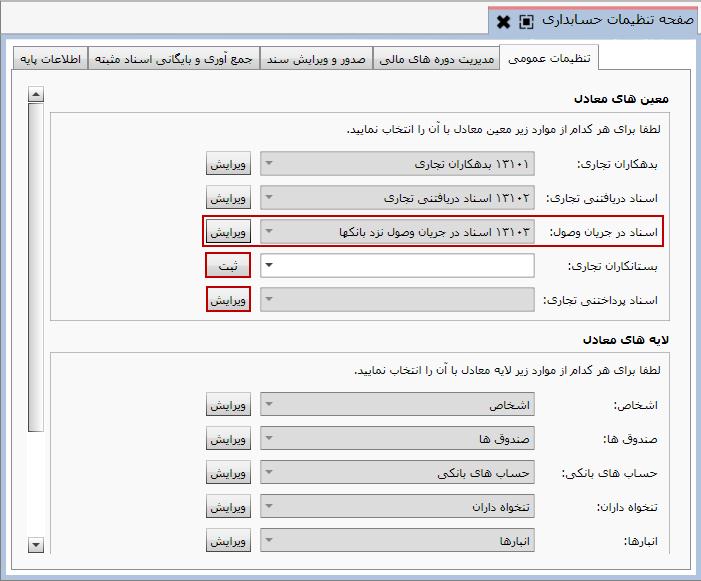 صفحه تنظیمات حسابداری
تنظیمات عمومی
مدیریت دوره های مالی
صدور و ویرایش سند
جمع آوری و بایگانی اسناد مثبته
اطلاعات پایه
معین های معادل
لطفا برای هر کدام از موارد زیر معین معادل با آن را انتخاب نمایید.
بدهکاران تجاری: ۱۳۱۰۱ بدهکاران تجاری ویرایش
اسناد دریافتنی تجاری: ۱۳۱۰۲ اسناد دریافتنی تجاری ویرایش
اسناد در جریان وصول: ۱۳۱۰۳ اسناد در جریان وصول نزد بانکها ویرایش
بستانکاران تجاری: ثبت
اسناد پرداختنی تجاری: ویرایش
لایه های معادل
لطفا برای هر کدام از موارد زیر لایه معادل با آن را انتخاب نمایید.
اشخاص: اشخاص ویرایش
صندوق ها: صندوق ها ویرایش
حساب های بانکی: حساب های بانکی ویرایش
تنخواه داران: تنخواه داران ویرایش
انبارها: انبارها ویرایش